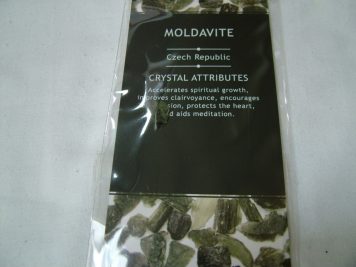 MOLDAVITE
Czech Republic
CRYSTAL ATTRIBUTES
Accelerates spiritual growth,
improves clairvoyance, encourages
protects the heart,
aids meditation.